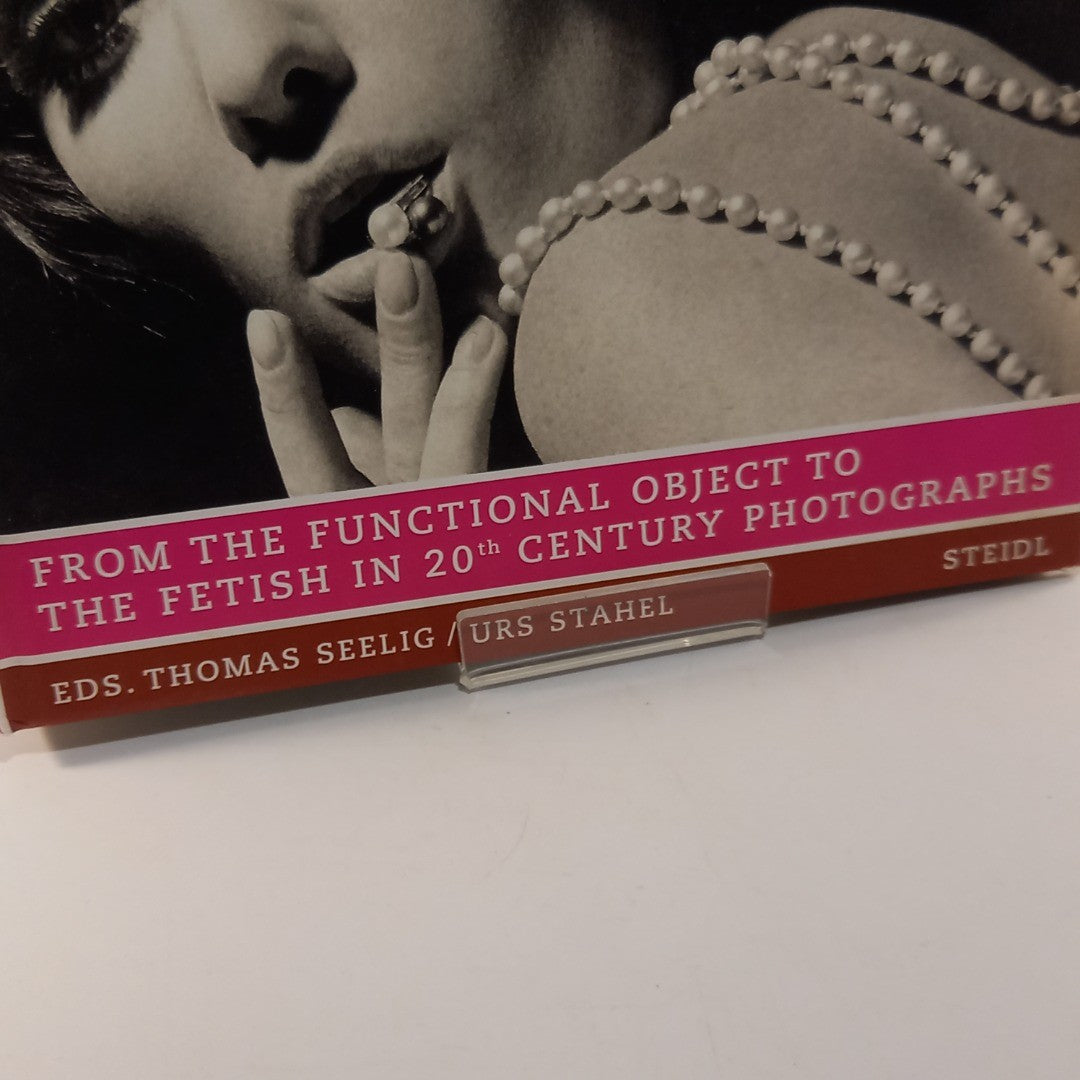 FROM THE FUNCTIONAL OBJECT TO
THE FETISH IN 20th CENTURY PHOTOGRAPHS
EDS. THOMAS SEELIG / URS STAHEL
STEIDL